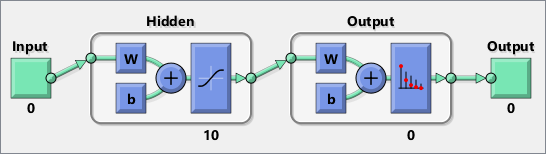 Hidden Output
Input Output
W + W +
b b
0 10 0 0